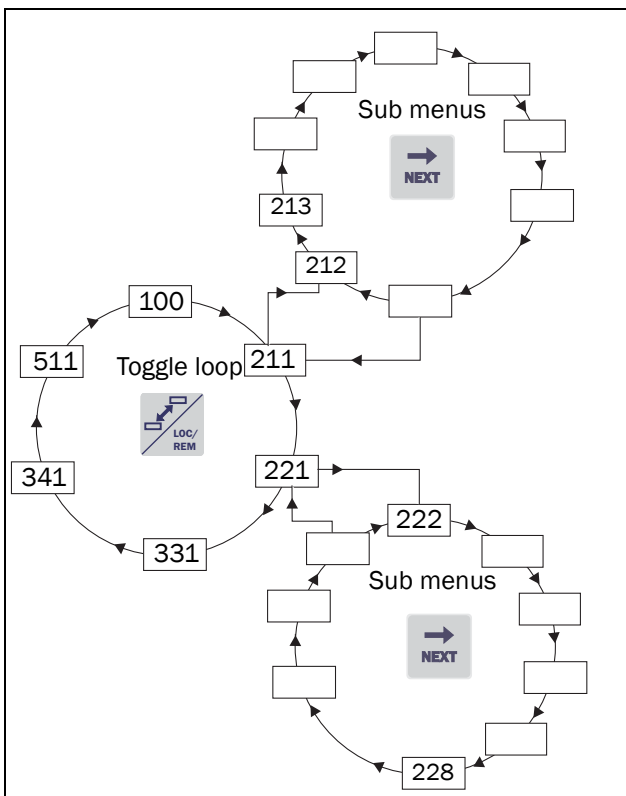 Sub menus
NEXT
213
212
100
511
Toggle loop
211
LOC/
REM
341
221
331
222
Sub menus
NEXT
228